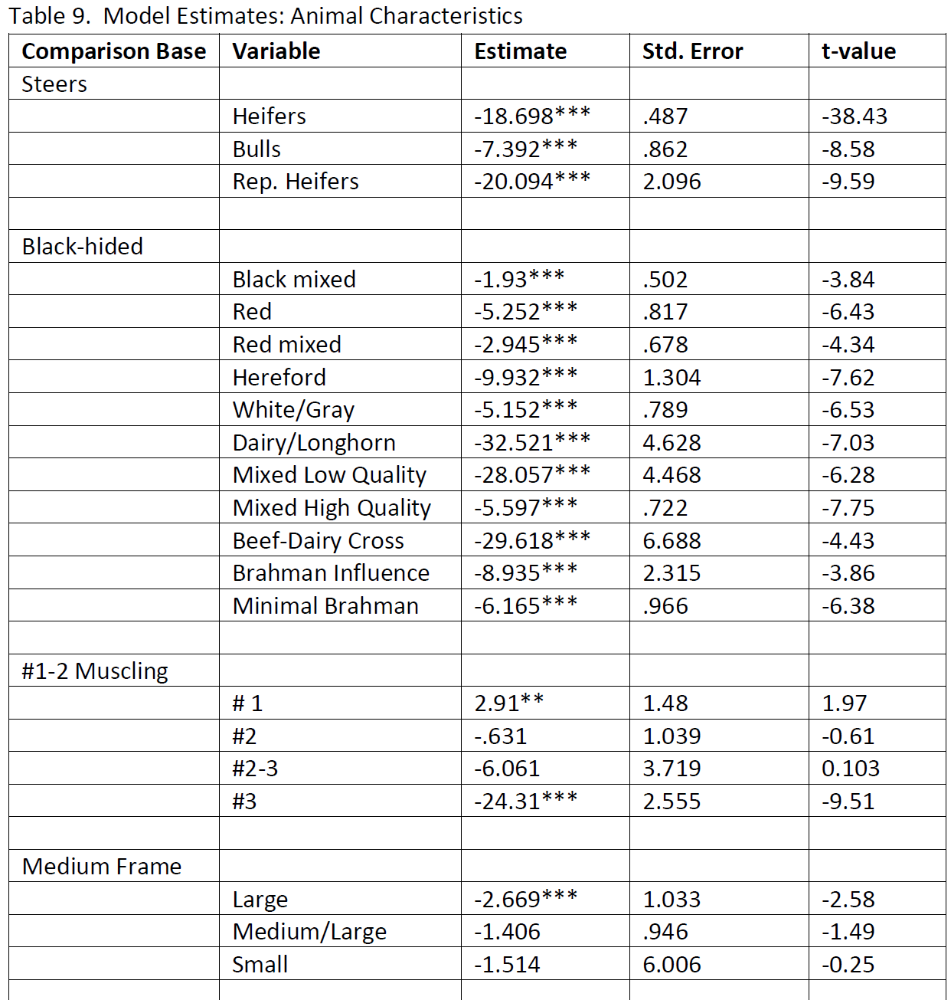 Table 9.  Model Estimates: Animal Characteristics
Comparison Base Variable Estimate Std. Error t-value
Steers
Heifers -18.698*** .487 -38.43
Bulls -7.392*** .862 -8.58
Rep. Heifers -20.094*** 2.096 -9.59
Black-hided
Black mixed -1.93*** .502 -3.84
Red -5.252*** .817 -6.43
Red mixed -2.945*** .678 -4.34
Hereford -9.932*** 1.304 -7.62
White/Gray -5.152*** .789 -6.53
Dairy/Longhorn -32.521*** 4.628 -7.03
Mixed Low Quality -28.057*** 4.468 -6.28
Mixed High Quality -5.597*** .722 -7.75
Beef-Dairy Cross -29.618*** 6.688 -4.43
Brahman Influence -8.935*** 2.315 -3.86
Minimal Brahman -6.165*** .966 -6.38
#1-2 Muscling
# 1 2.91** 1.48 1.97
#2 -.631 1.039 -0.61
#2-3 -6.061 3.719 0.103
#3 -24.31*** 2.555 -9.51
Medium Frame
Large -2.669*** 1.033 -2.58
Medium/Large -1.406 .946 -1.49
Small -1.514 6.006 -0.25